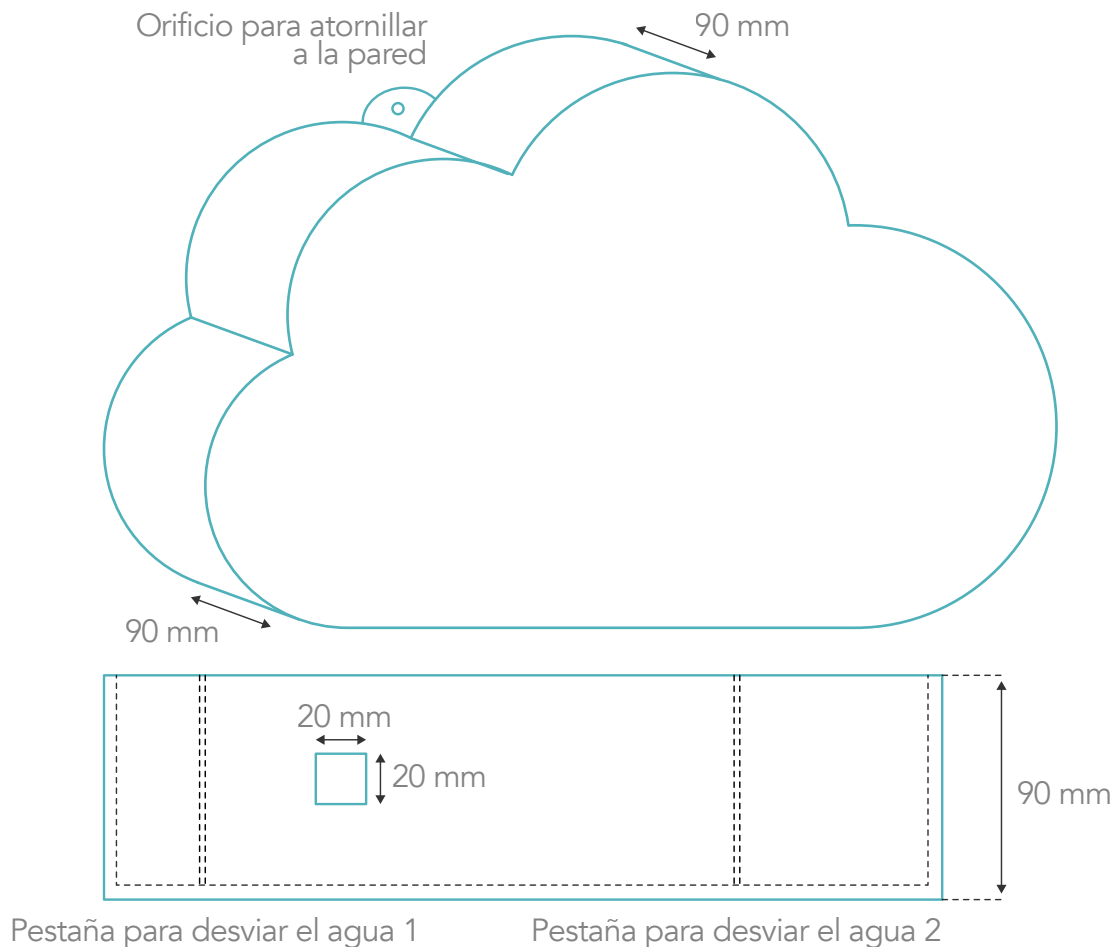 Orificio para atornillar
a la pared
90 mm
90 mm
20 mm
20 mm
90 mm
Pestaña para desviar el agua 1
Pestaña para desviar el agua 2